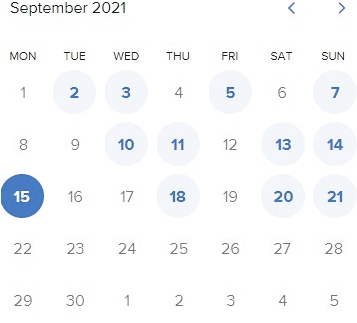 September 2021
MON TUE WED THU FRI SAT SUN
1 2 3 4 5 6 7
8 9 10 11 12 13 14
15 16 17 18 19 20 21
22 23 24 25 26 27 28
29 30 1 2 3 4 5